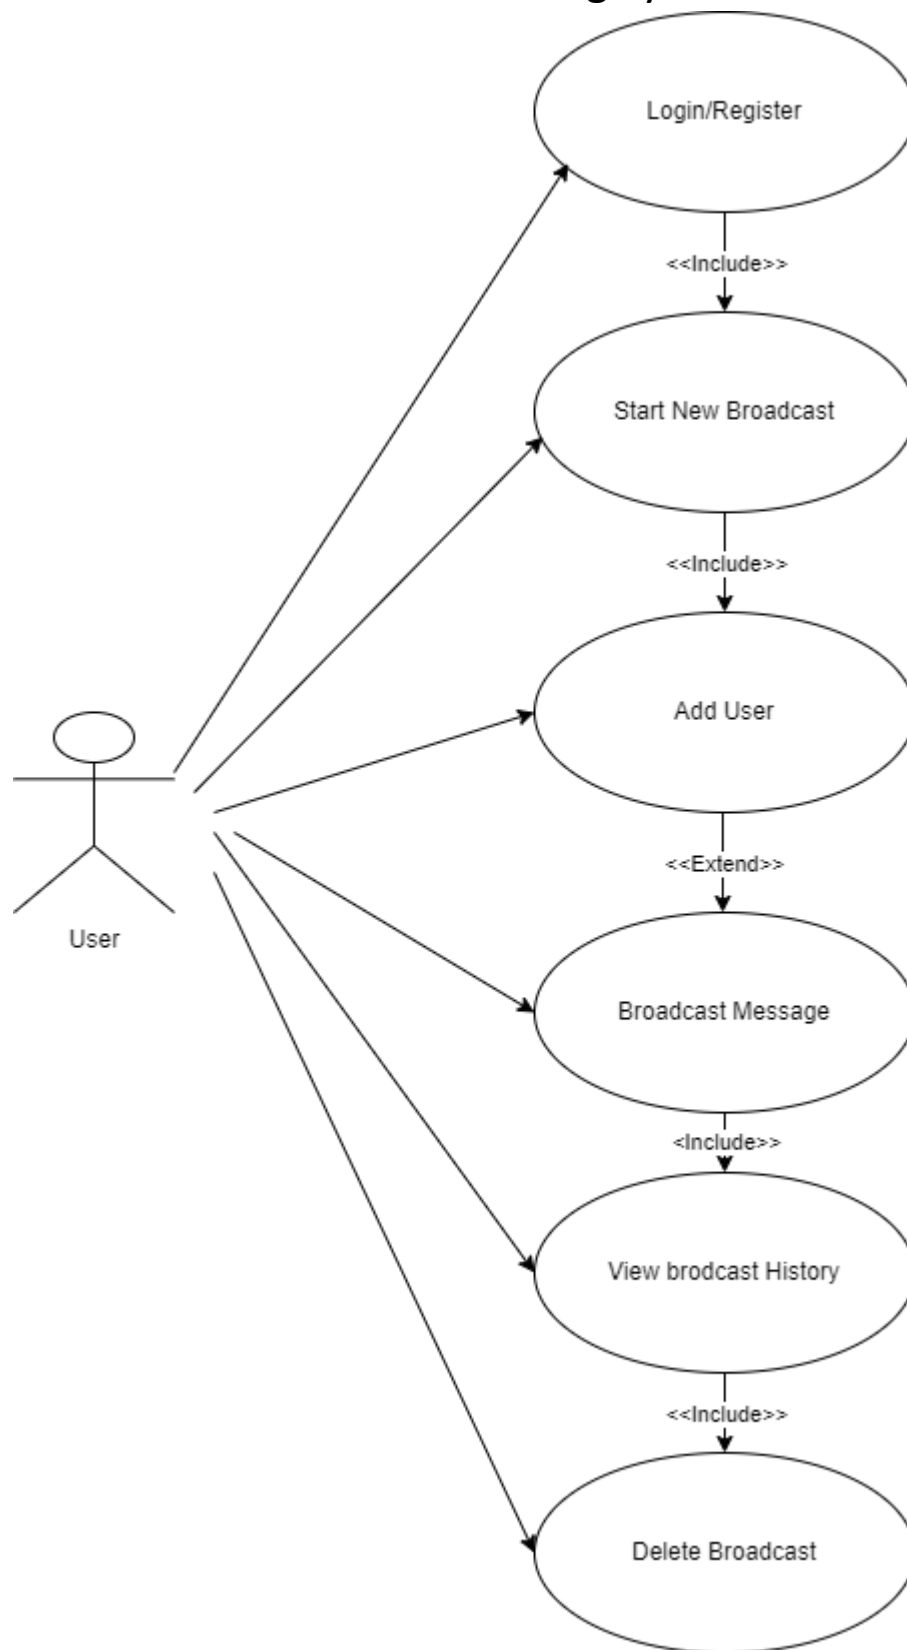 Login/Register
<<Include>>
Start New Broadcast
<<Include>>
Add User
<<Extend>>
User
Broadcast Message
<Include>>
View brodcast History
<<Include>>
Delete Broadcast